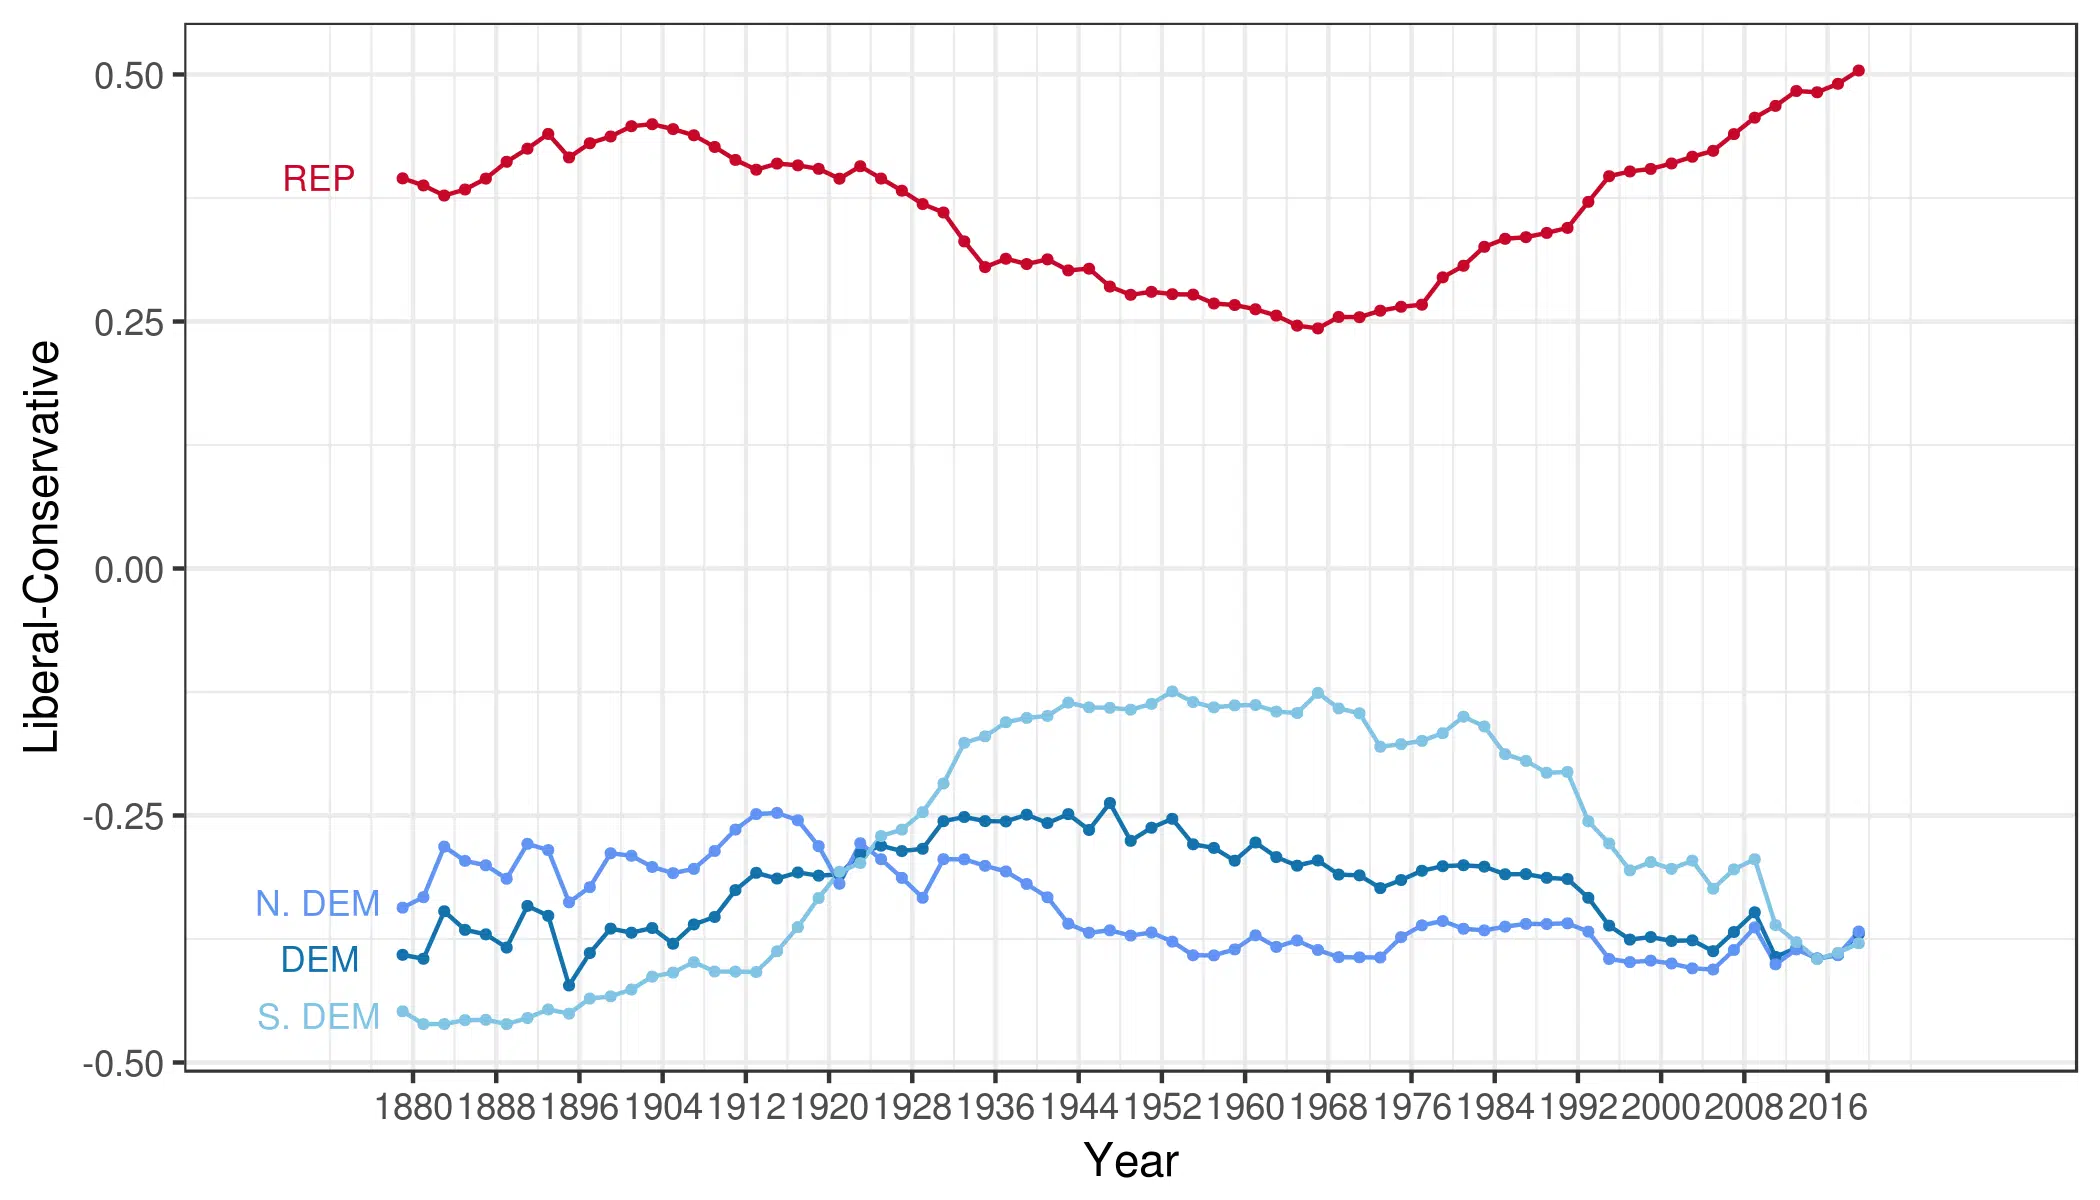 Liberal-Conservative
0.50
0.25
0.00
-0.25
-0.50
REP
N. DEM
DEM
S. DEM
1880 1888 1896 1904 1912 1920 1928 1936 1944 1952 1960 1968 1976 1984 1992 2000 2008 2016
Year